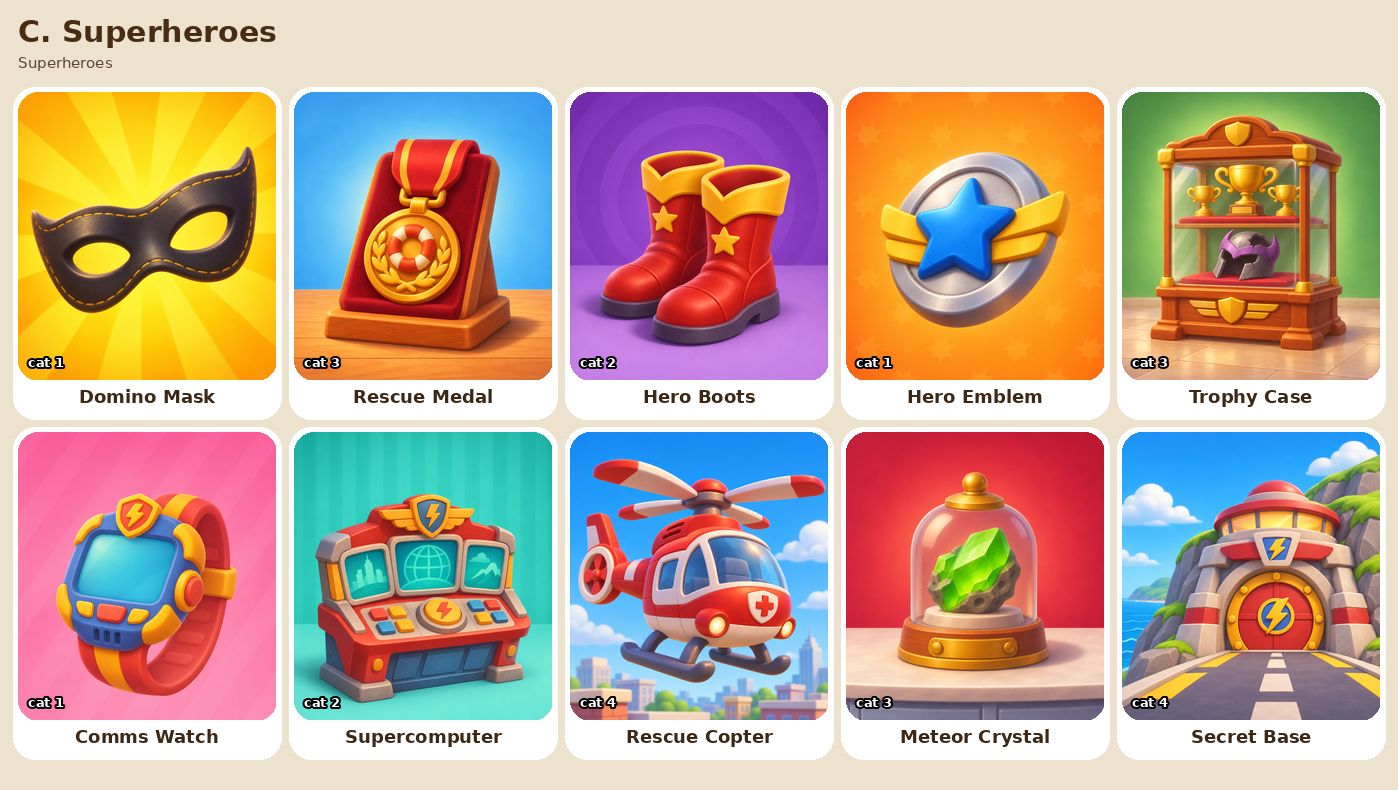 C. Superheroes
Superheroes
cat 1
cat 3
cat 2
cat 1
cat 3
Domino Mask
Rescue Medal
Hero Boots
Hero Emblem
Trophy Case
cat 1
cat 2
cat 4
cat 3
cat 4
Comms Watch
Supercomputer
Rescue Copter
Meteor Crystal
Secret Base